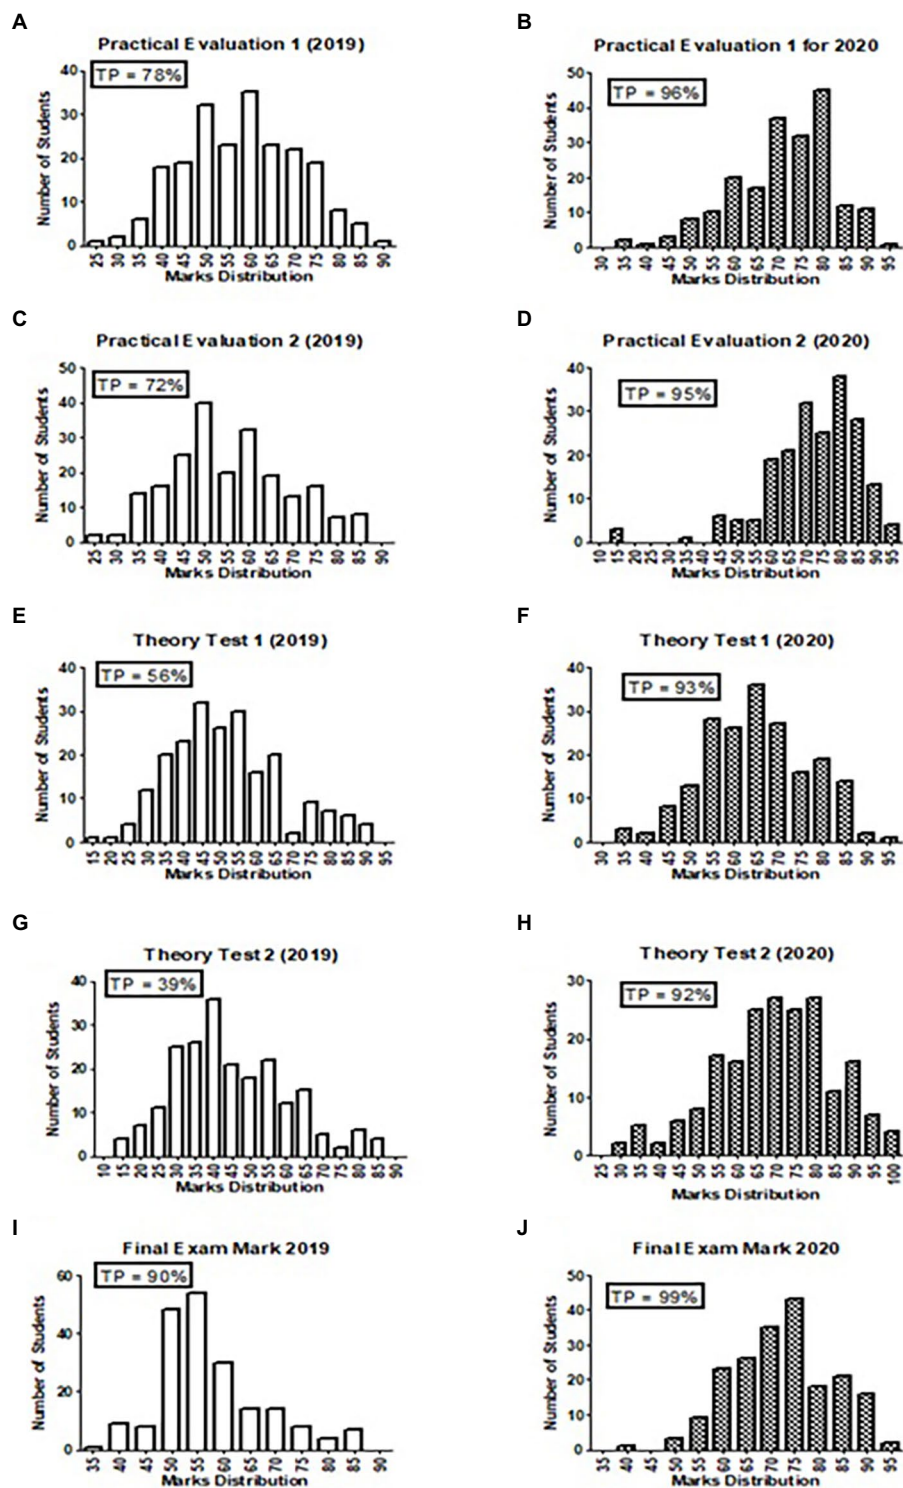 A
Practical Evaluation 1 (2019)
TP = 78%
Number of Students
40
30
20
10
0
25 30 35 40 45 50 55 60 65 70 75 80 85 90
Marks Distribution
B
Practical Evaluation 1 for 2020
TP = 96%
Number of Students
50
40
30
20
10
0
30 35 40 45 50 55 60 65 70 75 80 85 90 95
Marks Distribution
C
Practical Evaluation 2 (2019)
TP = 72%
Number of Students
50
40
30
20
10
0
25 30 35 40 45 50 55 60 65 70 75 80 85 90
Marks Distribution
D
Practical Evaluation 2 (2020)
TP = 95%
Number of Students
40
30
20
10
0
10 15 20 25 30 35 40 45 50 55 60 65 70 75 80 85 90 95
Marks Distribution
E
Theory Test 1 (2019)
TP = 56%
Number of Students
40
30
20
10
0
15 20 25 30 35 40 45 50 55 60 65 70 75 80 85 90 95
Marks Distribution
F
Theory Test 1 (2020)
TP = 93%
Number of Students
40
30
20
10
0
30 35 40 45 50 55 60 65 70 75 80 85 90 95
Marks Distribution
G
Theory Test 2 (2019)
TP = 39%
Number of Students
40
30
20
10
0
10 15 20 25 30 35 40 45 50 55 60 65 70 75 80 85 90
Marks Distribution
H
Theory Test 2 (2020)
TP = 92%
Number of Students
30
20
10
0
25 30 35 40 45 50 55 60 65 70 75 80 85 90 95 100
Marks Distribution
I
Final Exam Mark 2019
TP = 90%
Number of Students
60
40
20
0
35 40 45 50 55 60 65 70 75 80 85 90
Marks Distribution
J
Final Exam Mark 2020
TP = 99%
Number of Students
50
40
30
20
10
0
35 40 45 50 55 60 65 70 75 80 85 90 95
Marks Distribution